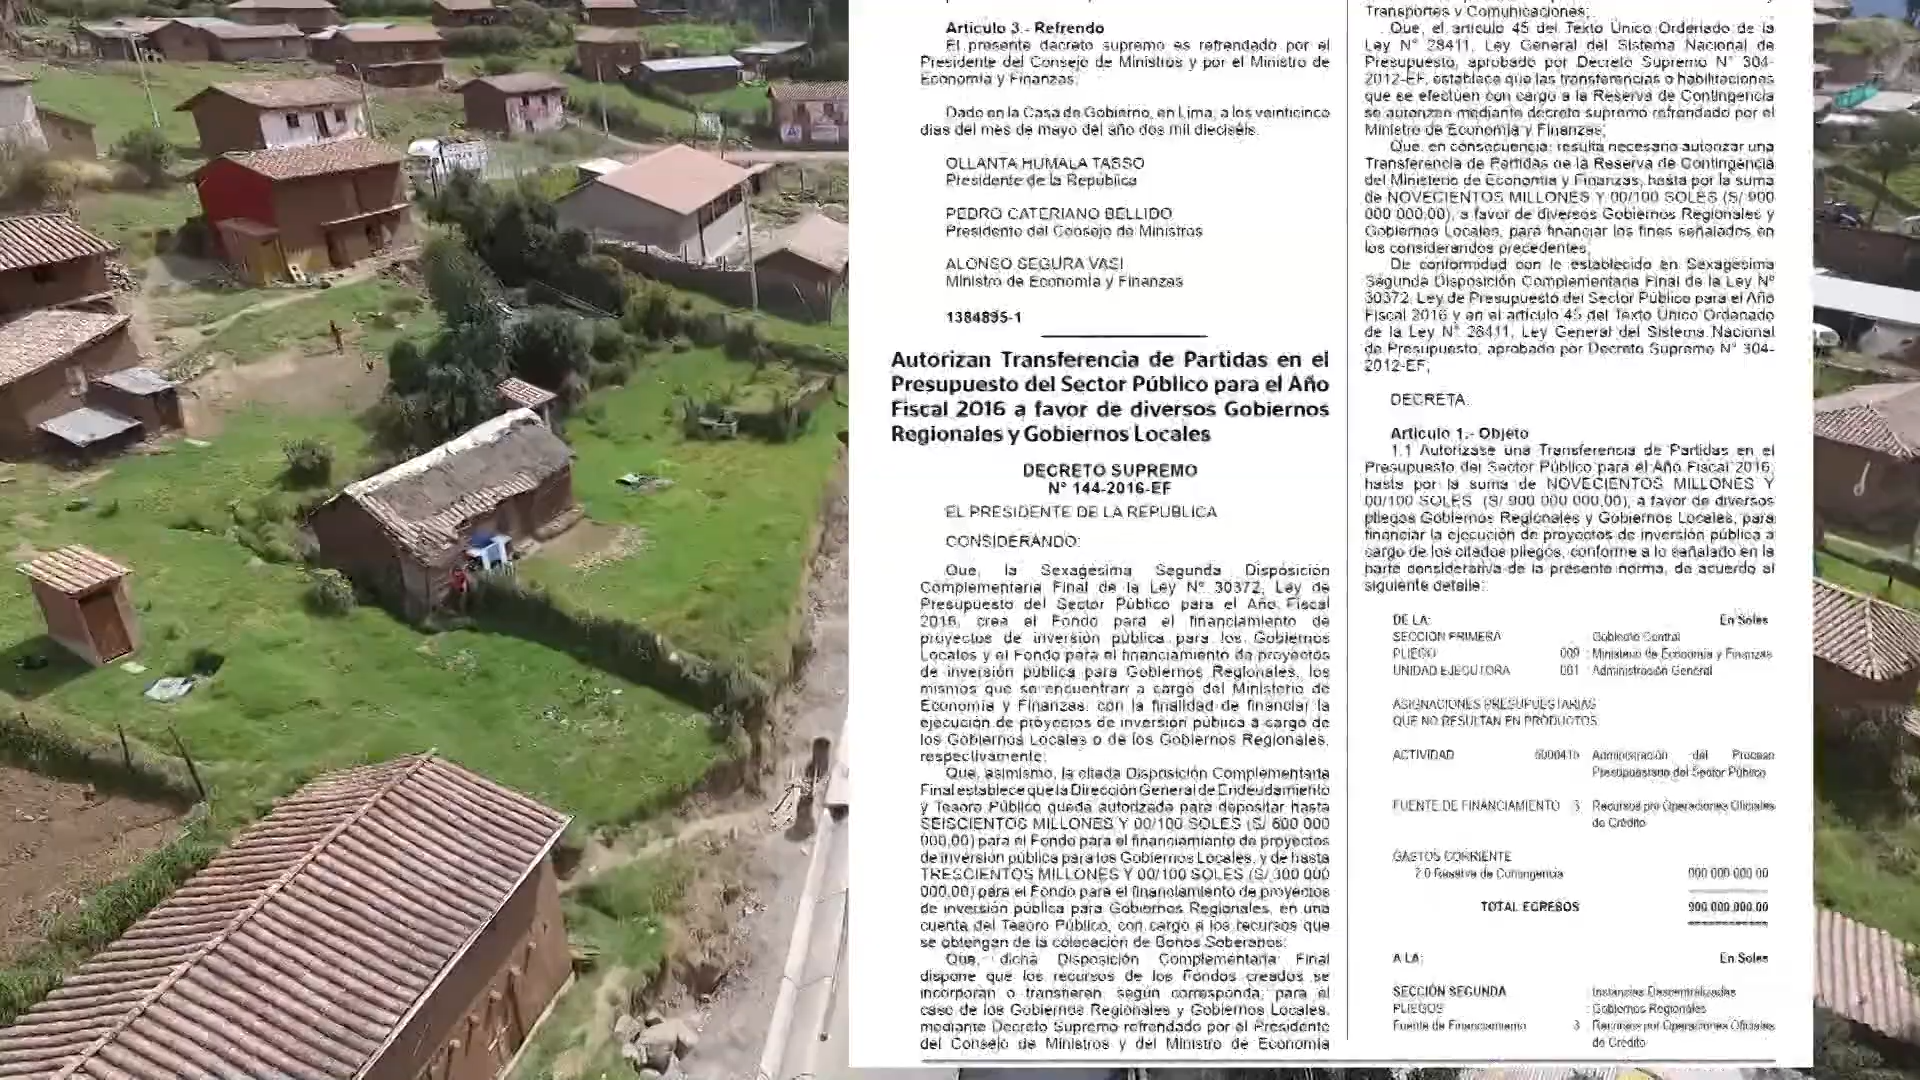 Artículo 3.- Refrendo
El presente decreto supremo es refrendado por el
Presidente del Consejo de Ministros y por el Ministro de
Economía y Finanzas.
Dado en la Casa de Gobierno, en Lima, a los veinticinco
días del mes de mayo del año dos mil dieciséis.
OLLANTA HUMALA TASSO
Presidente de la República
PEDRO CATERIANO BELLIDO
Presidente del Consejo de Ministros
ALONSO SEGURA VASI
Ministro de Economía y Finanzas
1384895-1
Autorizan Transferencia de Partidas en el
Presupuesto del Sector Público para el Año
Fiscal 2016 a favor de diversos Gobiernos
Regionales y Gobiernos Locales
DECRETO SUPREMO
N° 144-2016-EF
EL PRESIDENTE DE LA REPÚBLICA
CONSIDERANDO:
Que, la Sexagésima Segunda Disposición
Complementaria Final de la Ley N° 30372, Ley de
Presupuesto del Sector Público para el Año Fiscal
2016, crea el Fondo para el financiamiento de
proyectos de inversión pública para los Gobiernos
Locales y el Fondo para el financiamiento de proyectos
de inversión pública para Gobiernos Regionales, los
mismos que se encuentran a cargo del Ministerio de
Economía y Finanzas, con la finalidad de financiar la
ejecución de proyectos de inversión pública a cargo de
los Gobiernos Locales o de los Gobiernos Regionales,
respectivamente;
Que, asimismo, la citada Disposición Complementaria
Final establece que la Dirección General de Endeudamiento
y Tesoro Público queda autorizada para depositar hasta
SEISCIENTOS MILLONES Y 00/100 SOLES (S/ 600 000
000,00) para el Fondo para el financiamiento de proyectos
de inversión pública para los Gobiernos Locales, y de hasta
TRESCIENTOS MILLONES Y 00/100 SOLES (S/ 300 000
000,00) para el Fondo para el financiamiento de proyectos
de inversión pública para Gobiernos Regionales, en una
cuenta del Tesoro Público, con cargo a los recursos que
se obtengan de la colocación de Bonos Soberanos;
Que, dicha Disposición Complementaria Final
dispone que los recursos de los Fondos creados se
incorporan o transfieren, según corresponda, para el
caso de los Gobiernos Regionales y Gobiernos Locales,
mediante Decreto Supremo refrendado por el Presidente
del Consejo de Ministros y del Ministro de Economía
Transportes y Comunicaciones;
Que, el artículo 45 del Texto Único Ordenado de la
Ley N° 28411, Ley General del Sistema Nacional de
Presupuesto, aprobado por Decreto Supremo N° 304-
2012-EF, establece que las transferencias o habilitaciones
que se efectúen con cargo a la Reserva de Contingencia
se autorizan mediante decreto supremo refrendado por el
Ministro de Economía y Finanzas;
Que, en consecuencia, resulta necesario autorizar una
Transferencia de Partidas de la Reserva de Contingencia
del Ministerio de Economía y Finanzas, hasta por la suma
de NOVECIENTOS MILLONES Y 00/100 SOLES (S/ 900
000 000,00), a favor de diversos Gobiernos Regionales y
Gobiernos Locales, para financiar los fines señalados en
los considerandos precedentes;
De conformidad con lo establecido en Sexagésima
Segunda Disposición Complementaria Final de la Ley N°
30372, Ley de Presupuesto del Sector Público para el Año
Fiscal 2016 y en el artículo 45 del Texto Único Ordenado
de la Ley N° 28411, Ley General del Sistema Nacional
de Presupuesto, aprobado por Decreto Supremo N° 304-
2012-EF;
DECRETA:
Artículo 1.- Objeto
1.1 Autorízase una Transferencia de Partidas en el
Presupuesto del Sector Público para el Año Fiscal 2016,
hasta por la suma de NOVECIENTOS MILLONES Y
00/100 SOLES (S/ 900 000 000,00), a favor de diversos
pliegos Gobiernos Regionales y Gobiernos Locales, para
financiar la ejecución de proyectos de inversión pública a
cargo de los citados pliegos, conforme a lo señalado en la
parte considerativa de la presente norma, de acuerdo al
siguiente detalle:
DE LA: En Soles
SECCIÓN PRIMERA : Gobierno Central
PLIEGO 009 : Ministerio de Economía y Finanzas
UNIDAD EJECUTORA 001 : Administración General
ASIGNACIONES PRESUPUESTARIAS
QUE NO RESULTAN EN PRODUCTOS
ACTIVIDAD 5000415 Administración del Proceso
Presupuestario del Sector Público
FUENTE DE FINANCIAMIENTO 3 : Recursos por Operaciones Oficiales
de Crédito
GASTOS CORRIENTE
2.0 Reserva de Contingencia 900 000 000,00
TOTAL EGRESOS 900 000 000,00
A LA: En Soles
SECCIÓN SEGUNDA : Instancias Descentralizadas
PLIEGOS : Gobiernos Regionales
Fuente de Financiamiento 3 : Recursos por Operaciones Oficiales
de Crédito